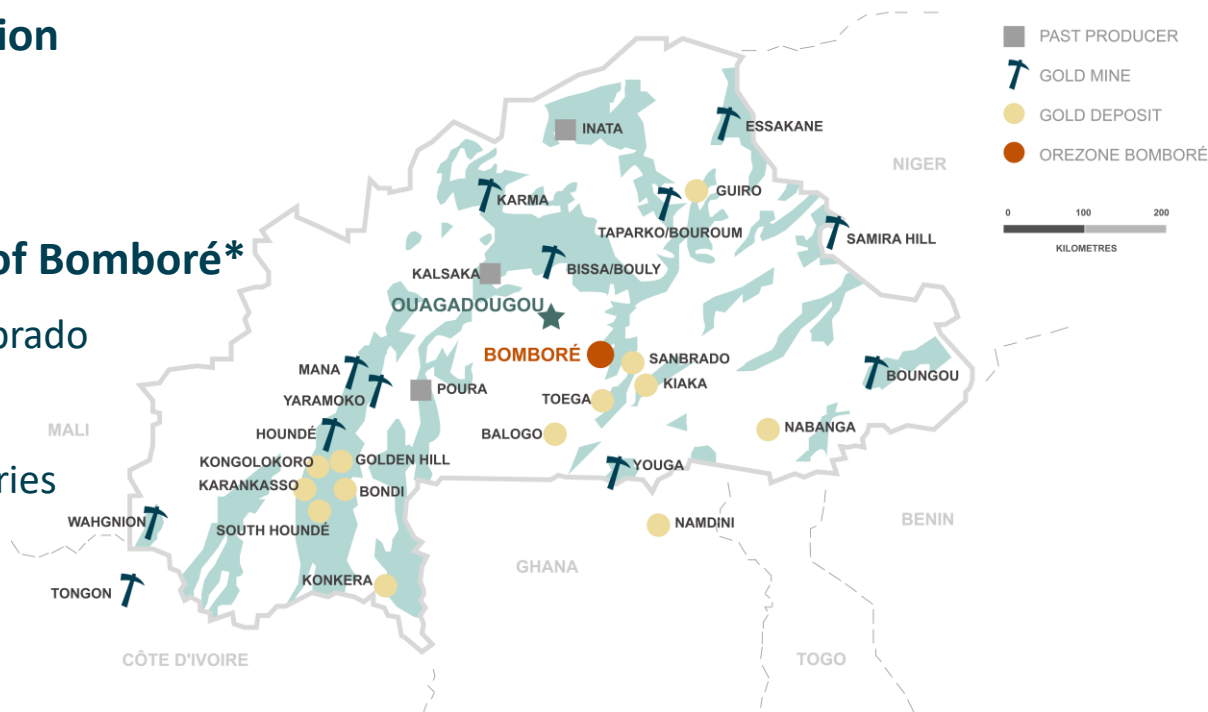 ion
of Bomboré*
orado
ries
PAST PRODUCER
GOLD MINE
GOLD DEPOSIT
OREZONE BOMBORÉ
0 100 200
KILOMETRES
INATA
ESSAKANE
NIGER
KARMA
GUIRO
TAPARKO/BOUROUM
SAMIRA HILL
KALSAKA
BISSA/BOULY
OUAGADOUGOU
BOMBORÉ
SANBRADO
MANA
KIAKA
BOUNGOU
YARAMOKO
POURA
TOEGA
MALI
HOUNDÉ
BALOGO
NABANGA
KONGOLOKORO
GOLDEN HILL
YOUGA
KARANKASSO
BONDI
WAHGNION
SOUTH HOUNDÉ
NAMDINI
BENIN
GHANA
TONGON
KONKERA
CÔTE D'IVOIRE
TOGO